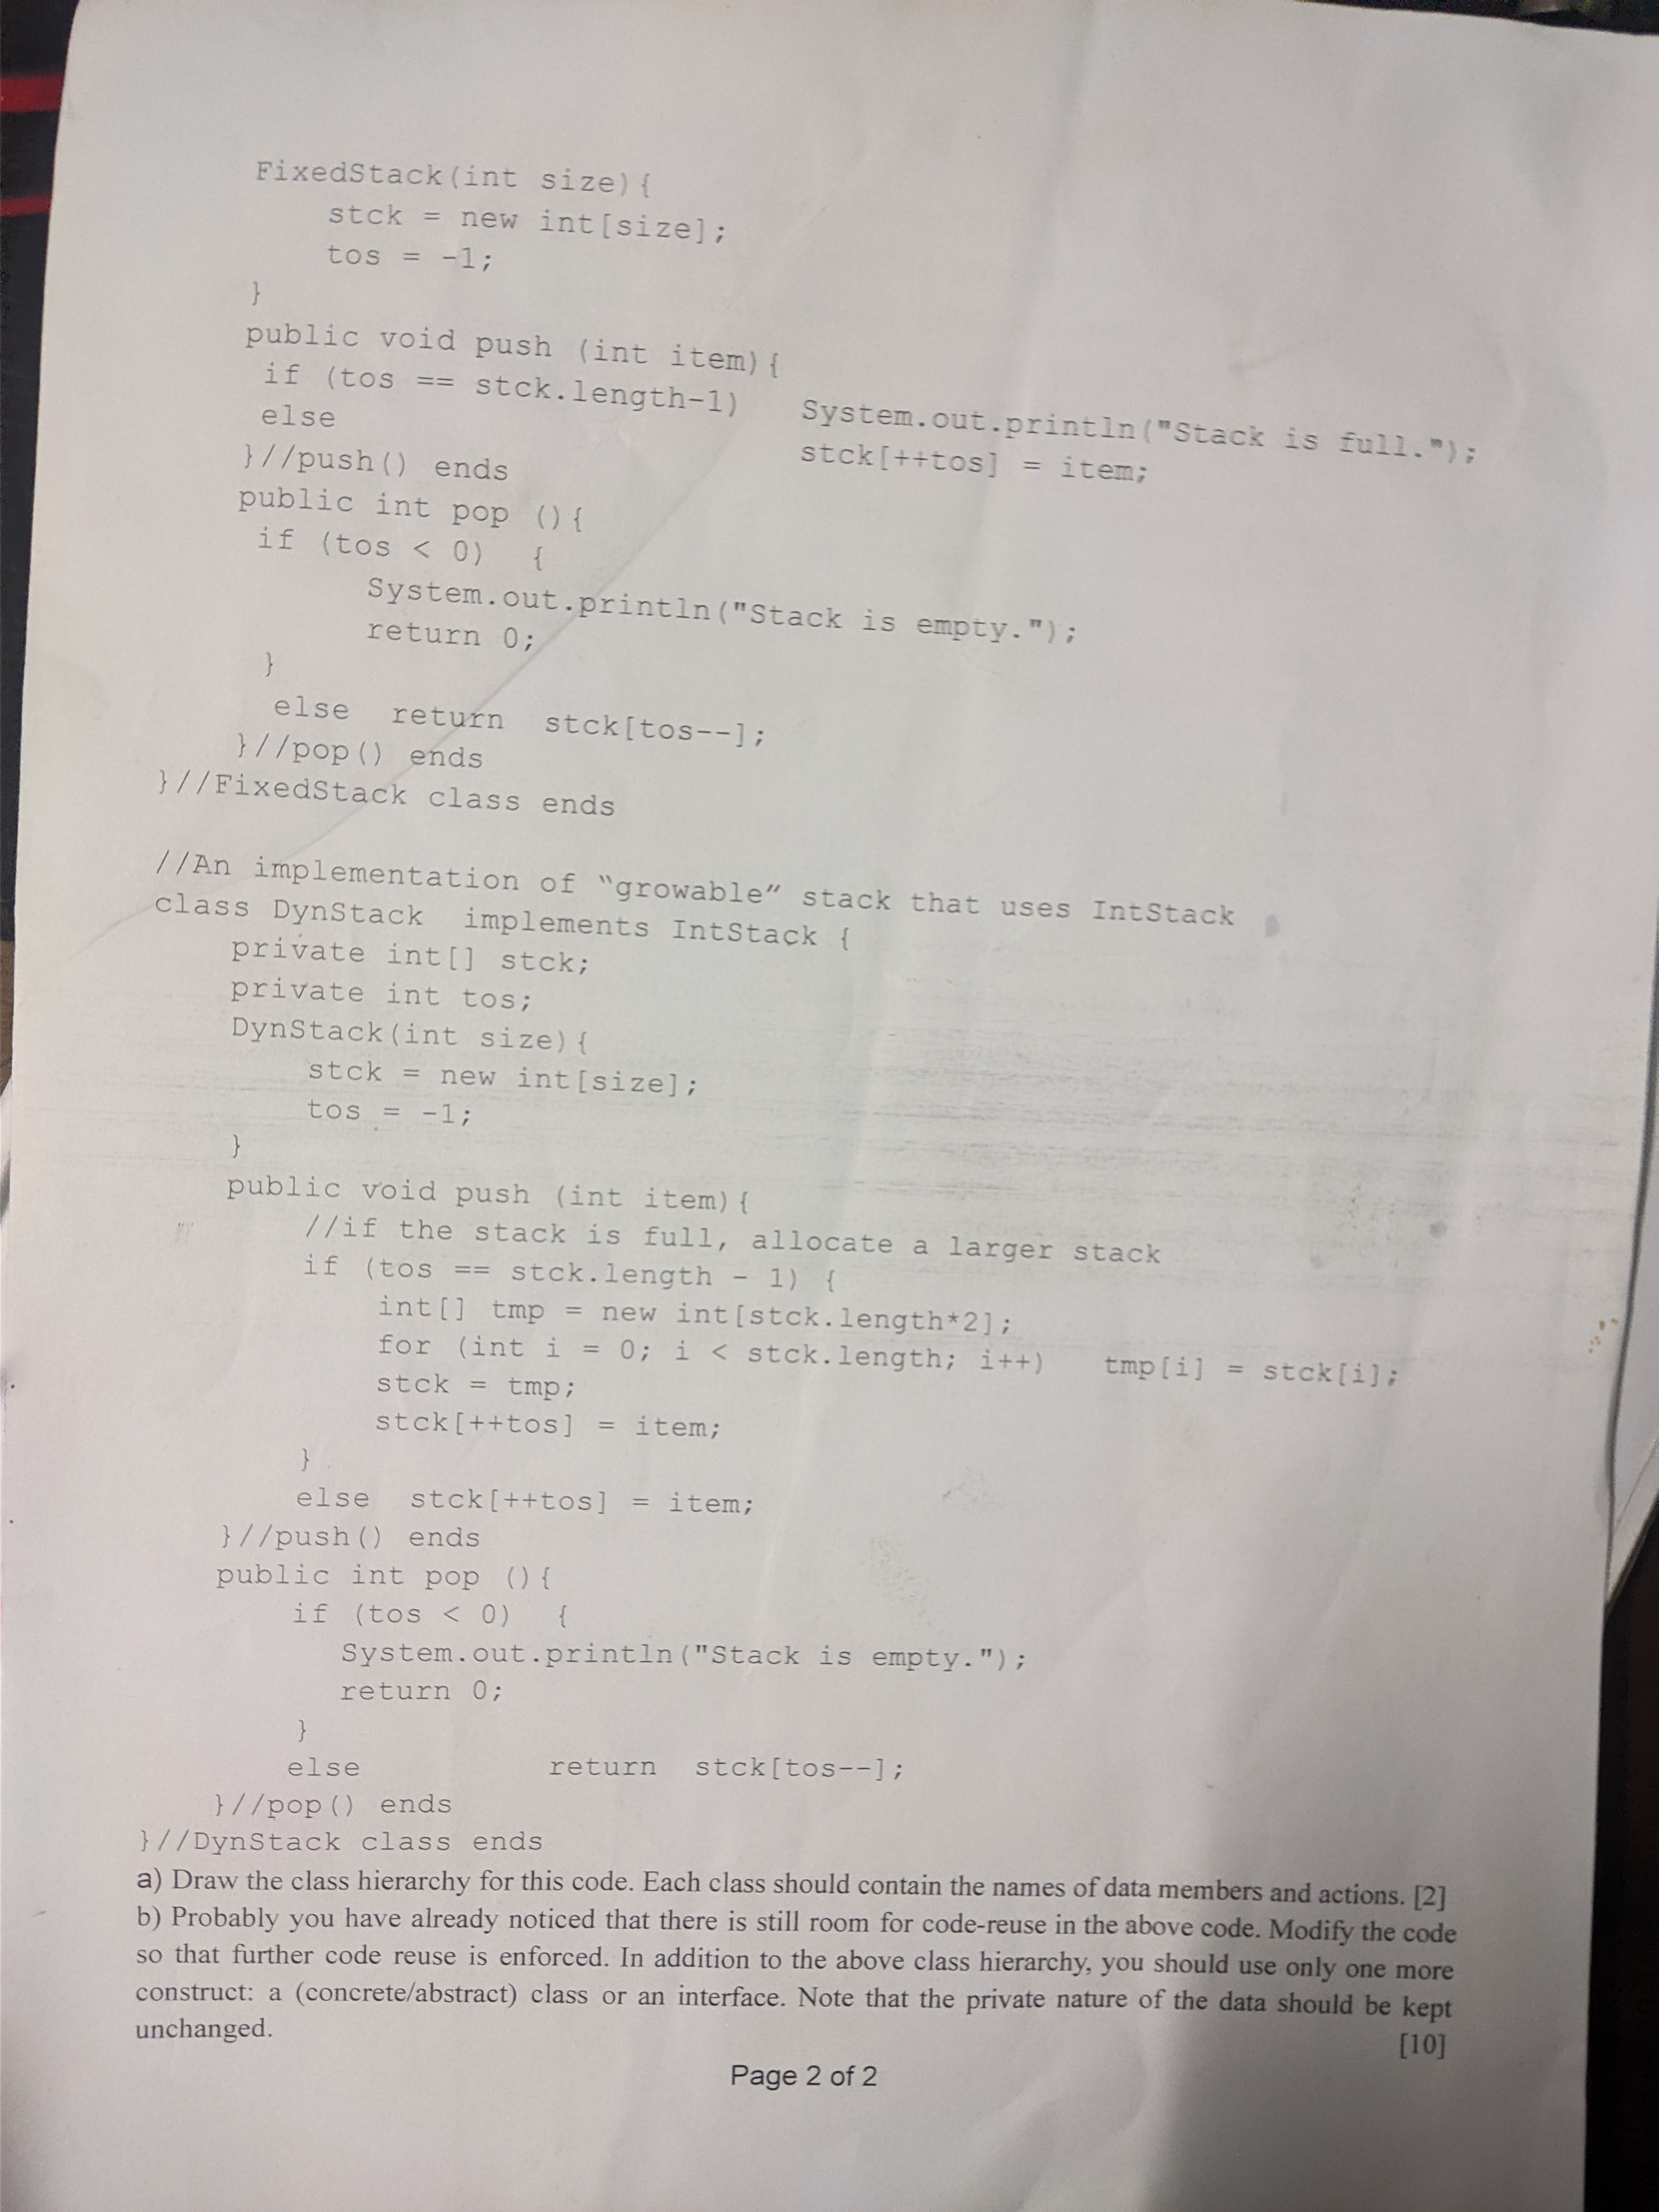 FixedStack(int size){
stck = new int[size];
tos = -1;
}
public void push (int item){
if (tos == stck.length-1) System.out.println("Stack is full.");
else stck[++tos] = item;
}//push() ends
public int pop (){
if (tos < 0) {
System.out.println("Stack is empty.");
return 0;
}
else return stck[tos--];
}//pop() ends
}//FixedStack class ends
//An implementation of “growable” stack that uses IntStack
class DynStack implements IntStack {
private int[] stck;
private int tos;
DynStack(int size){
stck = new int[size];
tos = -1;
}
public void push (int item){
//if the stack is full, allocate a larger stack
if (tos == stck.length - 1) {
int[] tmp = new int[stck.length*2];
for (int i = 0; i < stck.length; i++) tmp[i] = stck[i];
stck = tmp;
stck[++tos] = item;
}
else stck[++tos] = item;
}//push() ends
public int pop (){
if (tos < 0) {
System.out.println("Stack is empty.");
return 0;
}
else return stck[tos--];
}//pop() ends
}//DynStack class ends
a) Draw the class hierarchy for this code. Each class should contain the names of data members and actions. [2]
b) Probably you have already noticed that there is still room for code-reuse in the above code. Modify the code
so that further code reuse is enforced. In addition to the above class hierarchy, you should use only one more
construct: a (concrete/abstract) class or an interface. Note that the private nature of the data should be kept
unchanged. [10]
Page 2 of 2